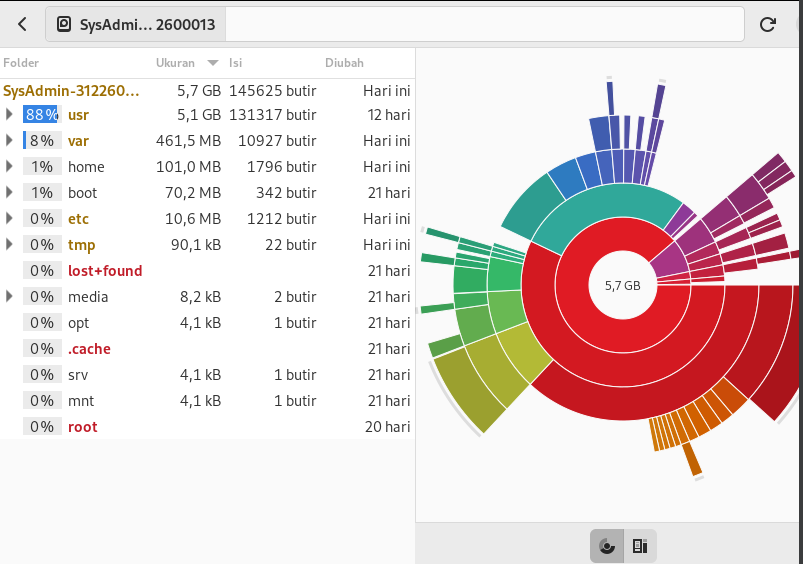 SysAdmi... 2600013
Folder Ukuran Isi Diubah
SysAdmin-312260... 5,7 GB 145625 butir Hari ini
88% usr 5,1 GB 131317 butir 12 hari
8% var 461,5 MB 10927 butir Hari ini
1% home 101,0 MB 1796 butir Hari ini
1% boot 70,2 MB 342 butir 21 hari
0% etc 10,6 MB 1212 butir Hari ini
0% tmp 90,1 kB 22 butir Hari ini
0% lost+found 21 hari
0% media 8,2 kB 2 butir 21 hari
0% opt 4,1 kB 1 butir 21 hari
0% .cache 21 hari
0% srv 4,1 kB 1 butir 21 hari
0% mnt 4,1 kB 1 butir 21 hari
0% root 20 hari
5,7 GB